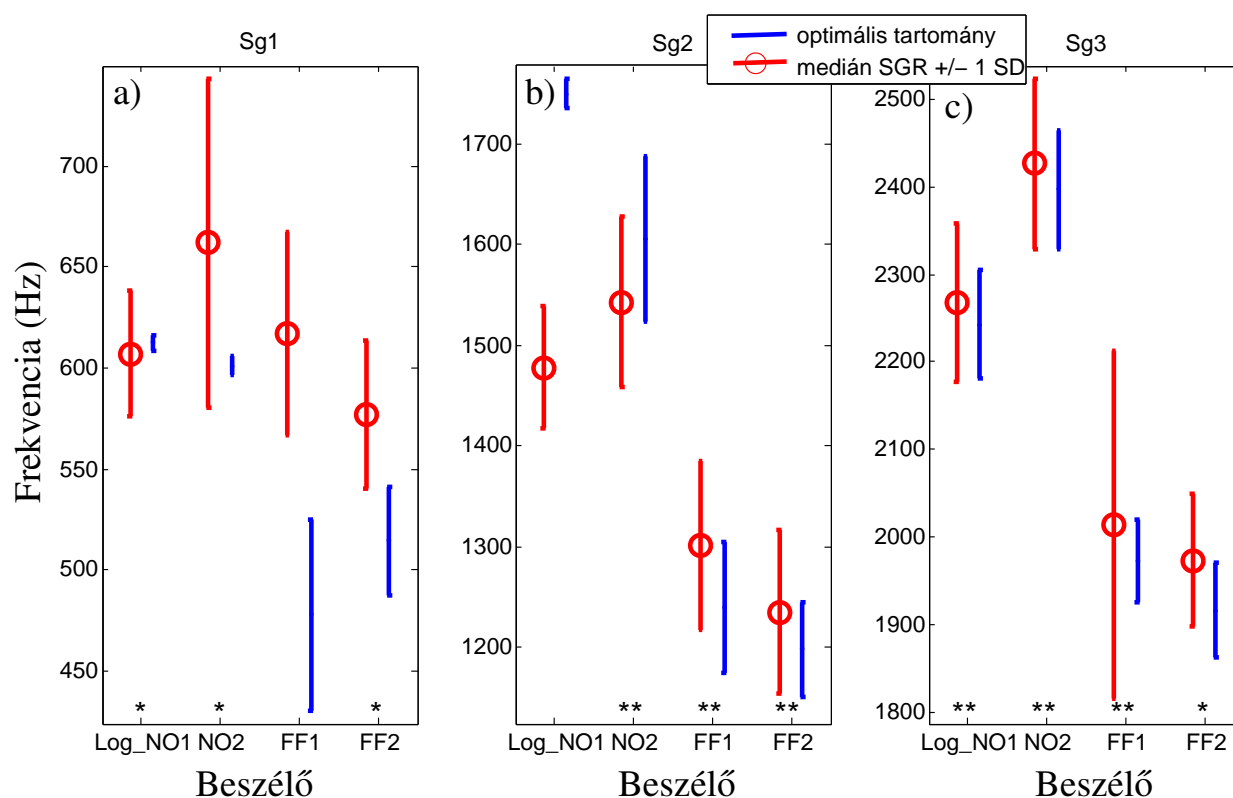 Sg1
Sg2
Sg3
optimális tartomány
medián SGR +/− 1 SD
a)
b)
c)
Frekvencia (Hz)
700
650
600
550
500
450
1700
1600
1500
1400
1300
1200
2500
2400
2300
2200
2100
2000
1900
1800
* * *
** ** **
** ** ** *
Log_NO1 NO2 FF1 FF2
Log_NO1 NO2 FF1 FF2
Log_NO1 NO2 FF1 FF2
Beszélő
Beszélő
Beszélő